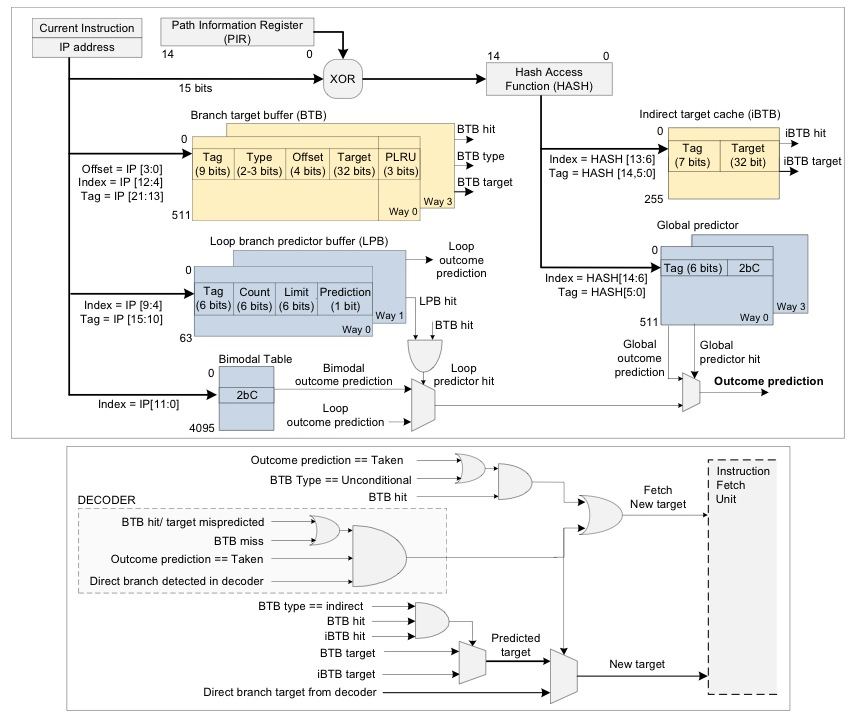 Current Instruction
IP address
Path Information Register
(PIR)
14
0
15 bits
XOR
14
0
Hash Access
Function (HASH)
Branch target buffer (BTB)
0
Tag
(9 bits)
Type
(2-3 bits)
Offset
(4 bits)
Target
(32 bits)
PLRU
(3 bits)
Way 3
Way 0
511
Offset = IP [3:0]
Index = IP [12:4]
Tag = IP [21:13]
BTB hit
BTB type
BTB target
Indirect target cache (iBTB)
0
Tag
(7 bits)
Target
(32 bit)
255
iBTB hit
iBTB target
Index = HASH [13:6]
Tag = HASH [14,5:0]
Global predictor
0
Tag (6 bits)
2bC
Way 3
Way 0
511
Index = HASH[14:6]
Tag = HASH[5:0]
Loop branch predictor buffer (LPB)
0
Tag
(6 bits)
Count
(6 bits)
Limit
(6 bits)
Prediction
(1 bit)
Way 1
Way 0
63
Index = IP [9:4]
Tag = IP [15:10]
Loop
outcome
prediction
LPB hit
BTB hit
Loop
predictor hit
Bimodal Table
0
2bC
4095
Index = IP[11:0]
Bimodal
outcome prediction
Loop
outcome prediction
Global
outcome
prediction
Global
predictor hit
Outcome prediction
Outcome prediction == Taken
BTB Type == Unconditional
BTB hit
DECODER
BTB hit/ target mispredicted
BTB miss
Outcome prediction == Taken
Direct branch detected in decoder
Fetch
New target
Instruction
Fetch
Unit
BTB type == indirect
BTB hit
iBTB hit
BTB target
iBTB target
Direct branch target from decoder
Predicted
target
New target